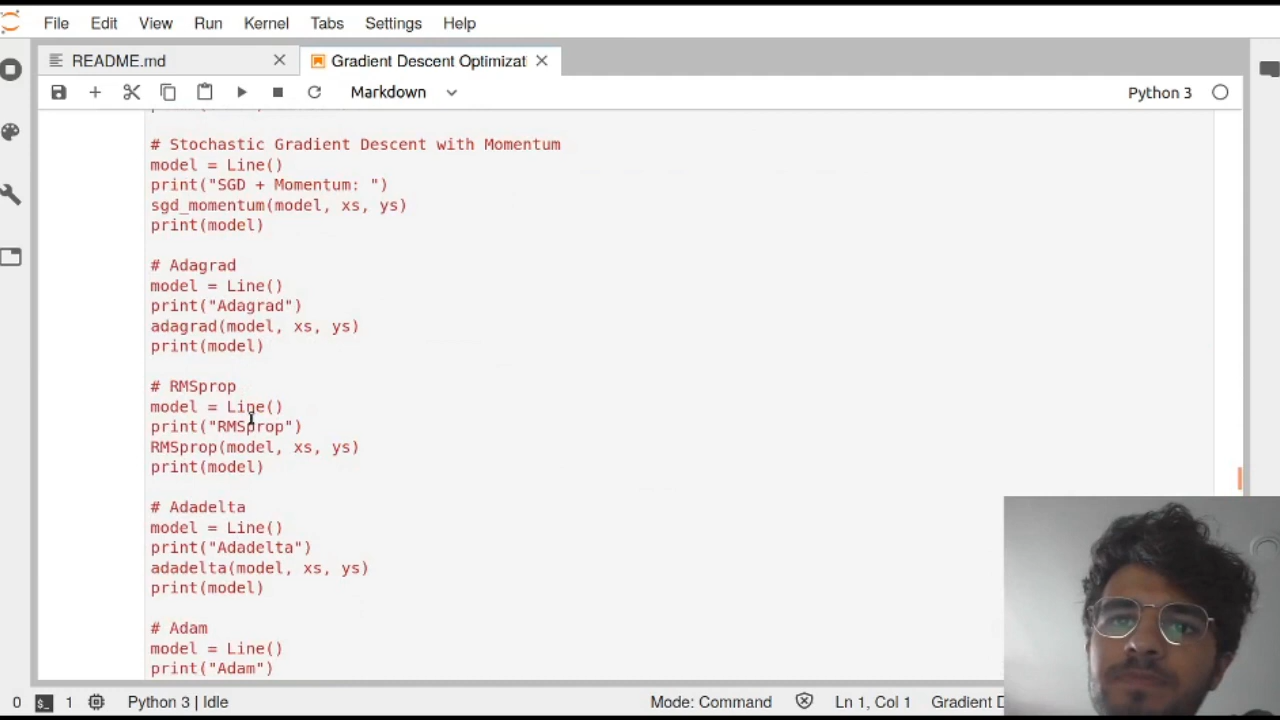 File Edit View Run Kernel Tabs Settings Help
README.md
Gradient Descent Optimizat
Markdown
Python 3
# Stochastic Gradient Descent with Momentum
model = Line()
print("SGD + Momentum: ")
sgd_momentum(model, xs, ys)
print(model)
# Adagrad
model = Line()
print("Adagrad")
adagrad(model, xs, ys)
print(model)
# RMSprop
model = Line()
print("RMSprop")
RMSprop(model, xs, ys)
print(model)
# Adadelta
model = Line()
print("Adadelta")
adadelta(model, xs, ys)
print(model)
# Adam
model = Line()
print("Adam")
0 $_ 1 Python 3 | Idle Mode: Command Ln 1, Col 1 Gradient